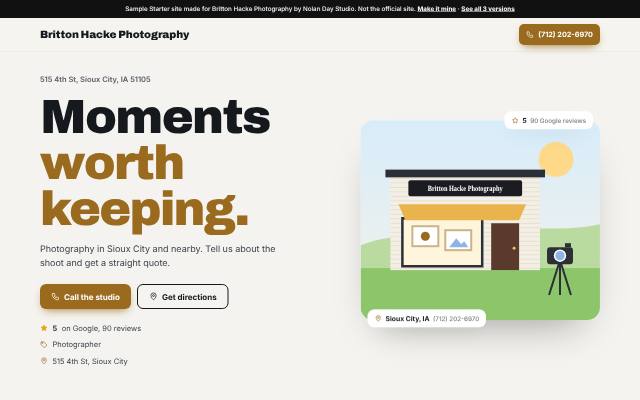 Sample Starter site made for Britton Hacke Photography by Nolan Day Studio. Not the official site. Make it mine · See all 3 versions
Britton Hacke Photography
(712) 202-6970
515 4th St, Sioux City, IA 51105
Moments
worth
keeping.
Photography in Sioux City and nearby. Tell us about the
shoot and get a straight quote.
Call the studio
Get directions
5 on Google, 90 reviews
Photographer
515 4th St, Sioux City
5 90 Google reviews
Britton Hacke Photography
Sioux City, IA (712) 202-6970